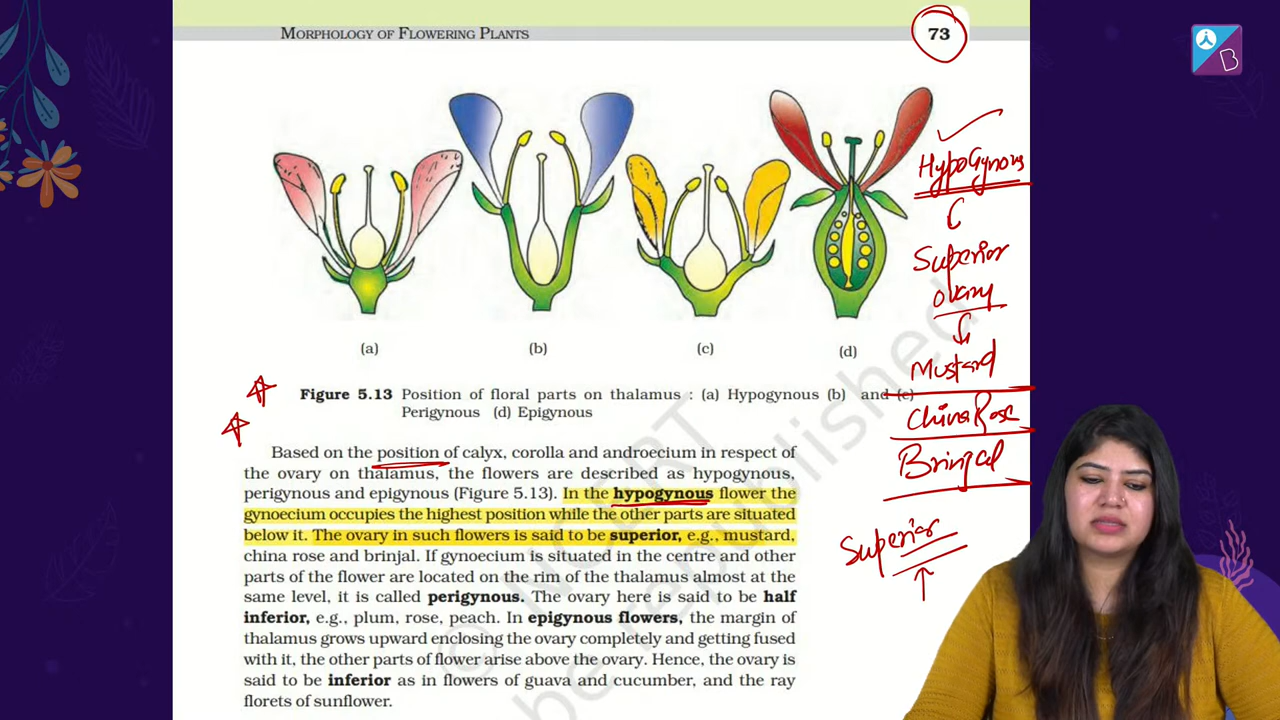 MORPHOLOGY OF FLOWERING PLANTS
73
(a)
(b)
(c)
(d)
Figure 5.13 Position of floral parts on thalamus : (a) Hypogynous (b) and (c)
Perigynous (d) Epigynous
Based on the position of calyx, corolla and androecium in respect of
the ovary on thalamus, the flowers are described as hypogynous,
perigynous and epigynous (Figure 5.13). In the hypogynous flower the
gynoecium occupies the highest position while the other parts are situated
below it. The ovary in such flowers is said to be superior, e.g., mustard,
china rose and brinjal. If gynoecium is situated in the centre and other
parts of the flower are located on the rim of the thalamus almost at the
same level, it is called perigynous. The ovary here is said to be half
inferior, e.g., plum, rose, peach. In epigynous flowers, the margin of
thalamus grows upward enclosing the ovary completely and getting fused
with it, the other parts of flower arise above the ovary. Hence, the ovary is
said to be inferior as in flowers of guava and cucumber, and the ray
florets of sunflower.
HypoGynous
Superior
Ovary
Mustard
China Rose
Brinjal
Superior
© NCERT
be republished
B